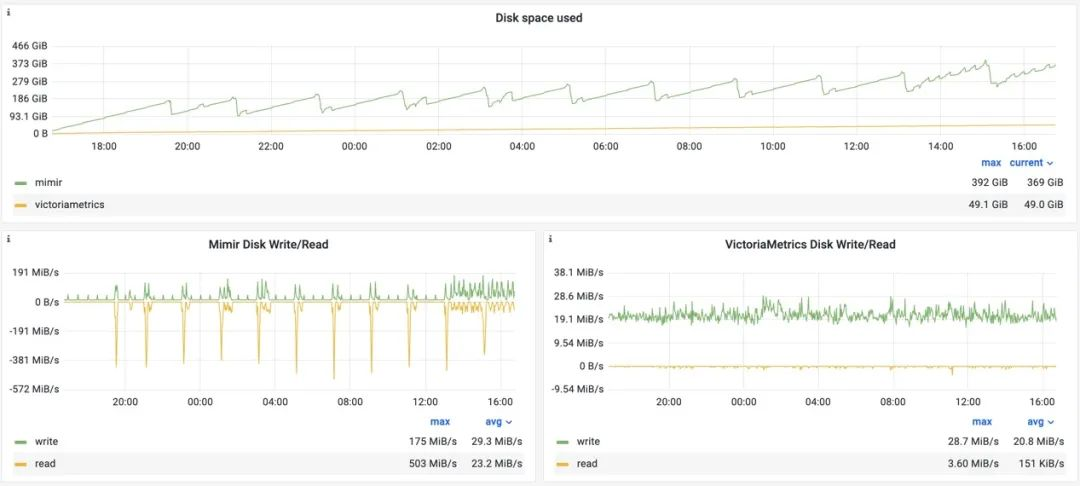 i
Disk space used
466 GiB
373 GiB
279 GiB
186 GiB
93.1 GiB
0 B
18:00 20:00 22:00 00:00 02:00 04:00 06:00 08:00 10:00 12:00 14:00 16:00
max current
mimir 392 GiB 369 GiB
victoriametrics 49.1 GiB 49.0 GiB
i
Mimir Disk Write/Read
191 MiB/s
0 B/s
-191 MiB/s
-381 MiB/s
-572 MiB/s
20:00 00:00 04:00 08:00 12:00 16:00
max avg
write 175 MiB/s 29.3 MiB/s
read 503 MiB/s 23.2 MiB/s
i
VictoriaMetrics Disk Write/Read
38.1 MiB/s
28.6 MiB/s
19.1 MiB/s
9.54 MiB/s
0 B/s
-9.54 MiB/s
20:00 00:00 04:00 08:00 12:00 16:00
max avg
write 28.7 MiB/s 20.8 MiB/s
read 3.60 MiB/s 151 KiB/s